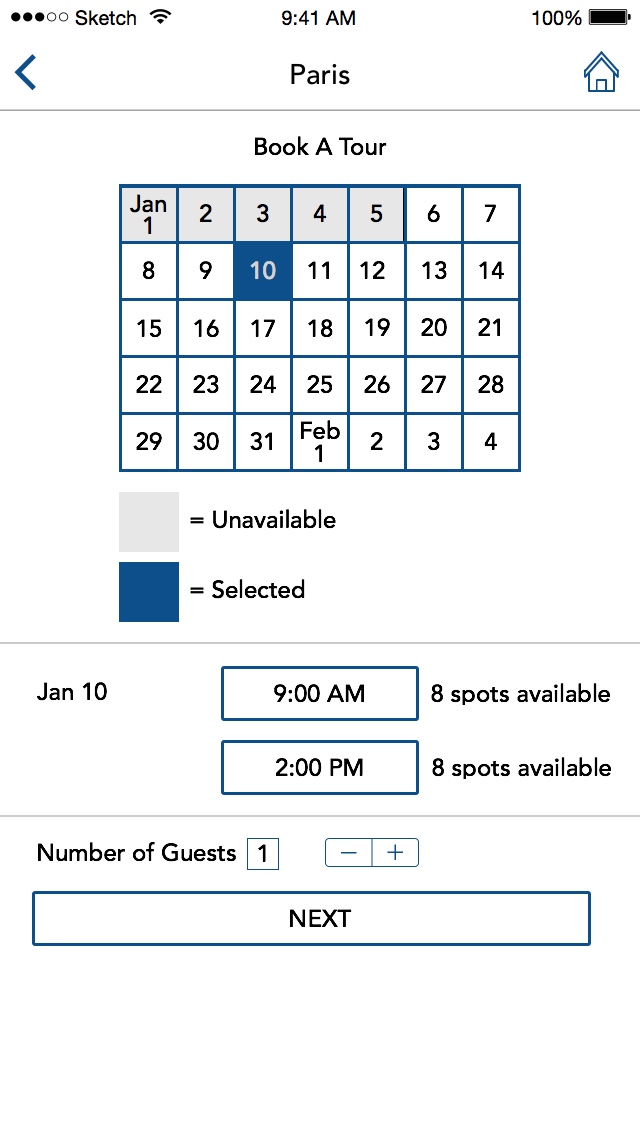 Sketch 9:41 AM 100%
Paris
Book A Tour
Jan 1 2 3 4 5 6 7
8 9 10 11 12 13 14
15 16 17 18 19 20 21
22 23 24 25 26 27 28
29 30 31 Feb 1 2 3 4
= Unavailable
= Selected
Jan 10 9:00 AM 8 spots available
2:00 PM 8 spots available
Number of Guests 1 − +
NEXT